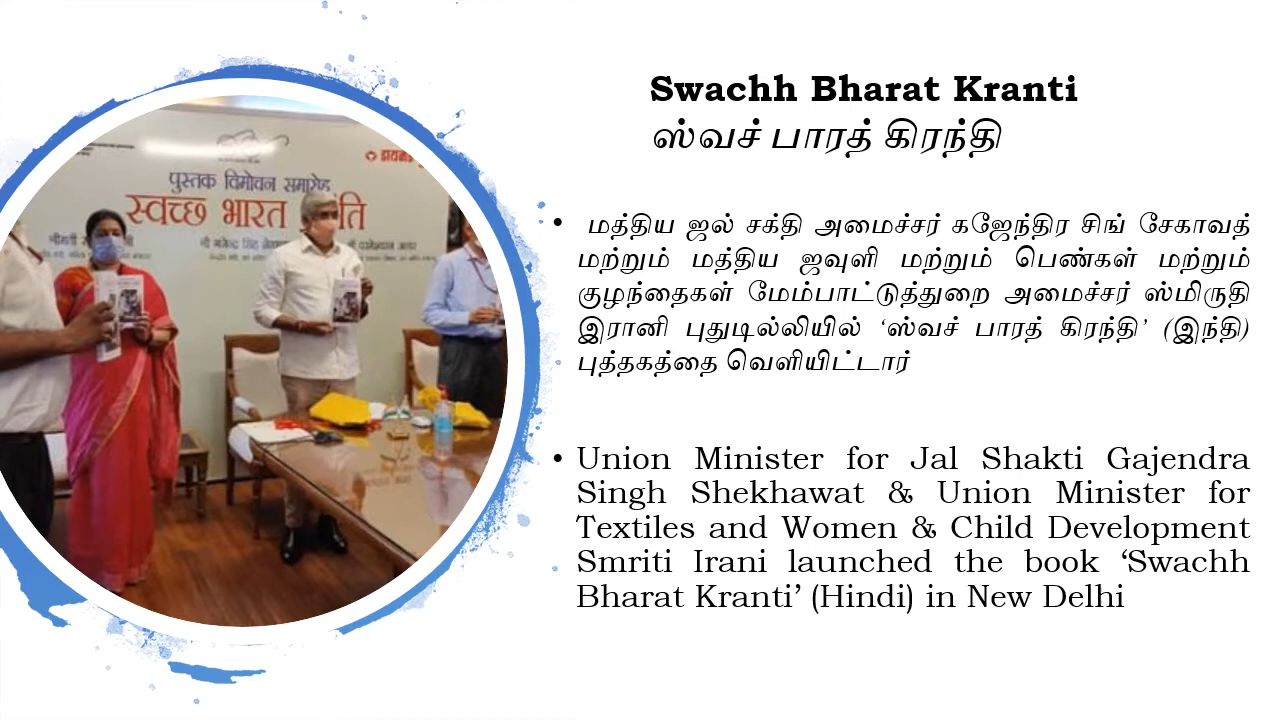 Swachh Bharat Kranti
ஸ்வச் பாரத் கிரந்தி
पुस्तक विमोचन समारोह
स्वच्छ भारत
• மத்திய ஜல் சக்தி அமைச்சர் கஜேந்திர சிங் சேகாவத்
மற்றும் மத்திய ஜவுளி மற்றும் பெண்கள் மற்றும்
குழந்தைகள் மேம்பாட்டுத்துறை அமைச்சர் ஸ்மிருதி
இரானி புதுடில்லியில் ‘ஸ்வச் பாரத் கிரந்தி’ (இந்தி)
புத்தகத்தை வெளியிட்டார்
• Union Minister for Jal Shakti Gajendra
Singh Shekhawat & Union Minister for
Textiles and Women & Child Development
Smriti Irani launched the book ‘Swachh
Bharat Kranti’ (Hindi) in New Delhi